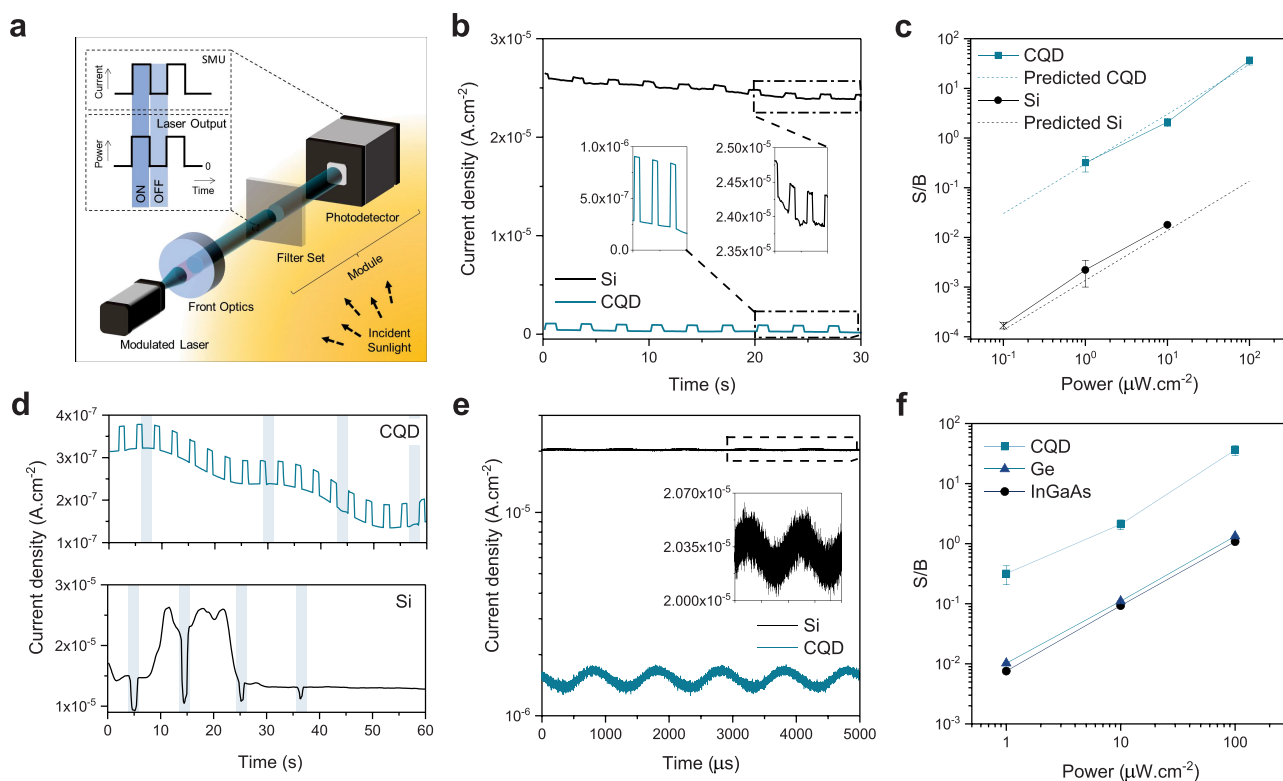 a
SMU
Current
Laser Output
Power
0
Time
ON
OFF
Photodetector
Filter Set
Module
Front Optics
Incident
Sunlight
Modulated Laser
b
Current density (A.cm⁻²)
3x10⁻⁵
2x10⁻⁵
1x10⁻⁵
0
1.0x10⁻⁶
5.0x10⁻⁷
0.0
2.50x10⁻⁵
2.45x10⁻⁵
2.40x10⁻⁵
2.35x10⁻⁵
Si
CQD
0 10 20 30
Time (s)
c
S/B
10²
10¹
10⁰
10⁻¹
10⁻²
10⁻³
10⁻⁴
CQD
Predicted CQD
Si
Predicted Si
10⁻¹ 10⁰ 10¹ 10²
Power (μW.cm⁻²)
d
Current density (A.cm⁻²)
4x10⁻⁷
3x10⁻⁷
2x10⁻⁷
1x10⁻⁷
CQD
3x10⁻⁵
2x10⁻⁵
1x10⁻⁵
Si
0 10 20 30 40 50 60
Time (s)
e
Current density (A.cm⁻²)
10⁻⁵
10⁻⁶
2.070x10⁻⁵
2.035x10⁻⁵
2.000x10⁻⁵
Si
CQD
0 1000 2000 3000 4000 5000
Time (μs)
f
S/B
10²
10¹
10⁰
10⁻¹
10⁻²
10⁻³
CQD
Ge
InGaAs
1 10 100
Power (μW.cm⁻²)